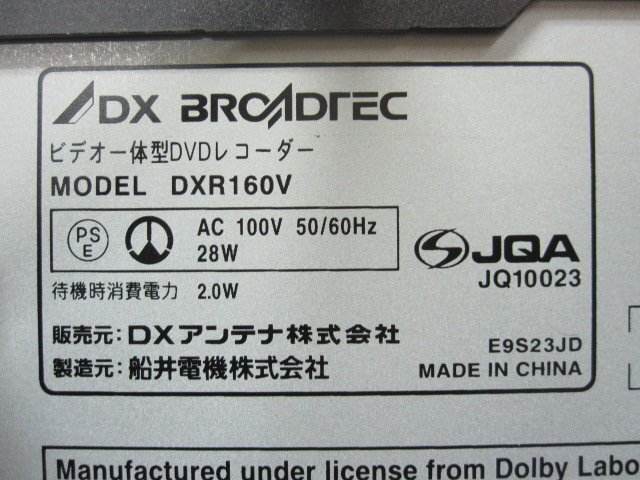 DX BROADTEC
ビデオ一体型DVDレコーダー
MODEL DXR160V
PS
E
AC 100V 50/60Hz
28W
JQA
JQ10023
待機時消費電力 2.0W
販売元:DXアンテナ株式会社
製造元:船井電機株式会社
E9S23JD
MADE IN CHINA
Manufactured under license from Dolby Labo